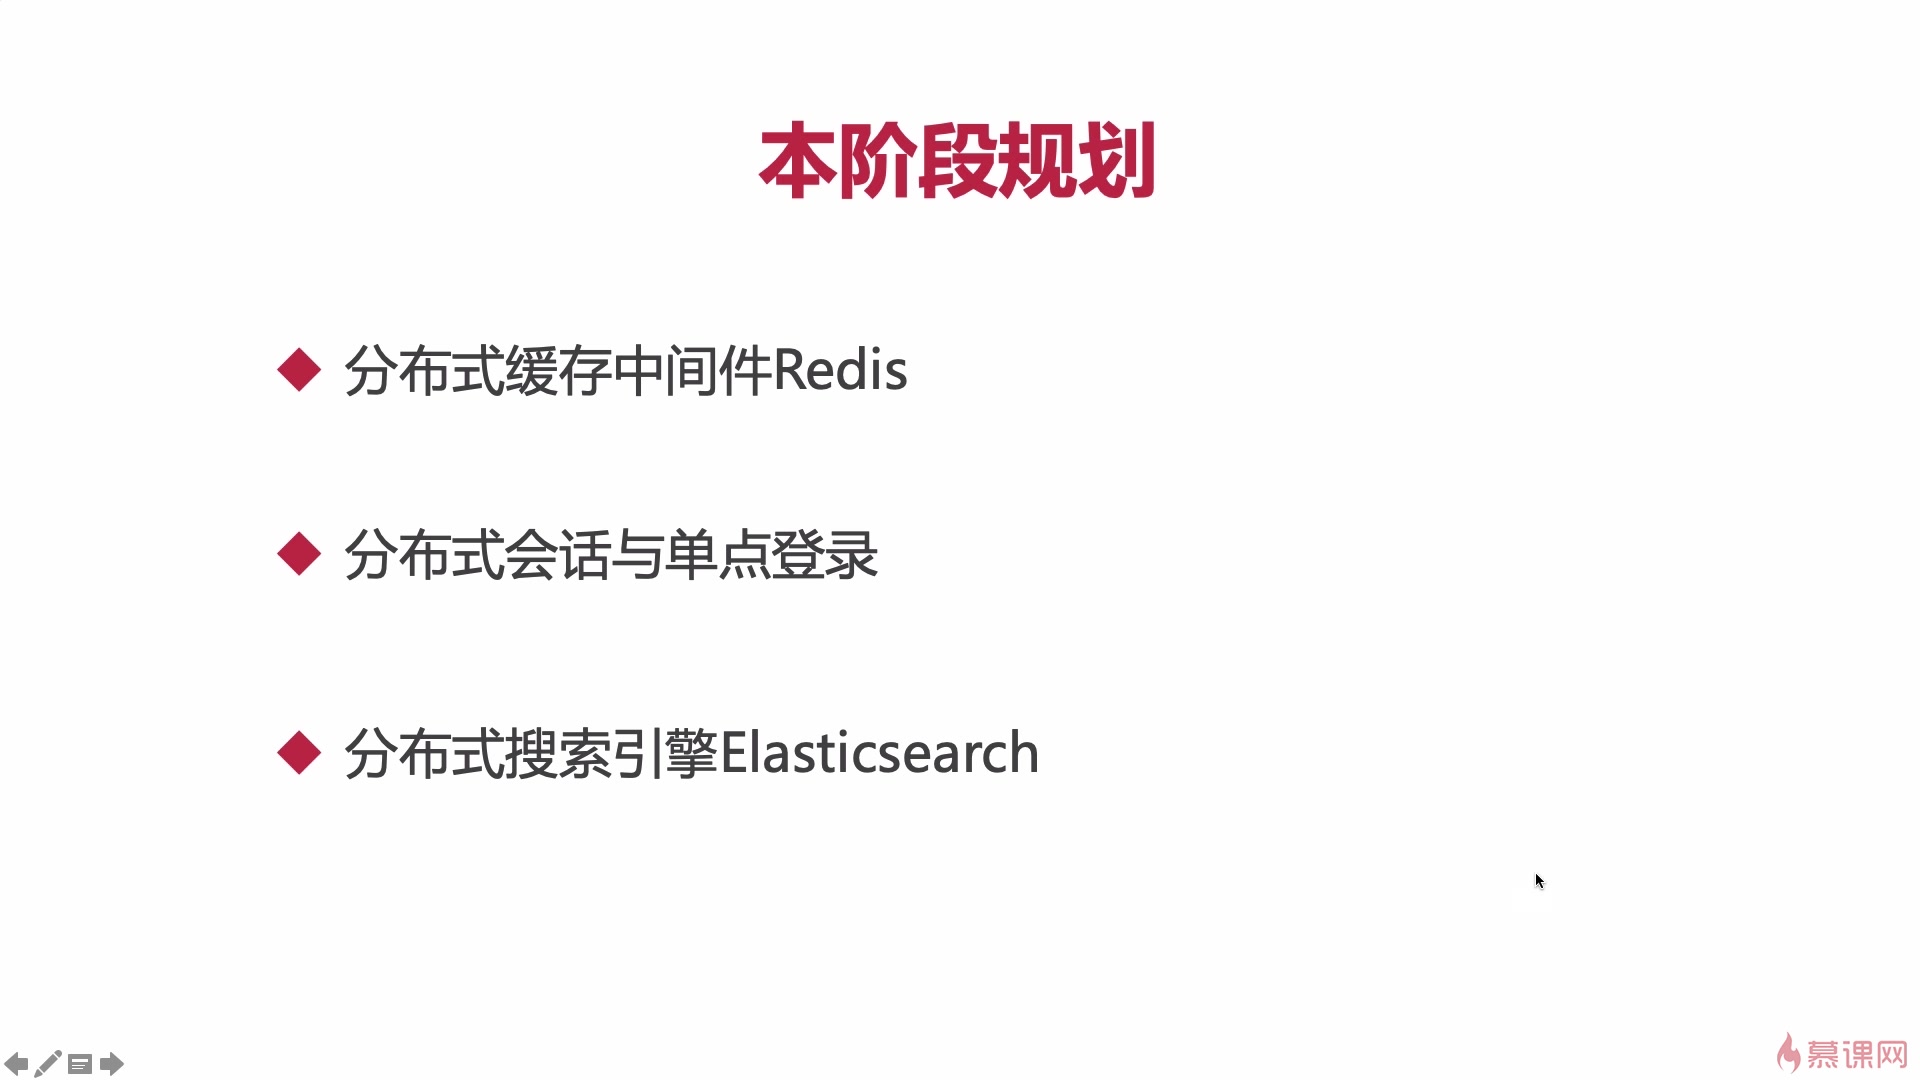 本阶段规划
分布式缓存中间件Redis
分布式会话与单点登录
分布式搜索引擎Elasticsearch
慕课网